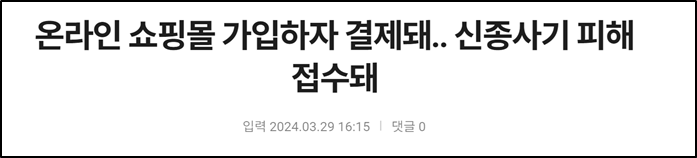 온라인 쇼핑몰 가입하자 결제돼.. 신종사기 피해
접수돼
입력 2024.03.29 16:15 | 댓글 0